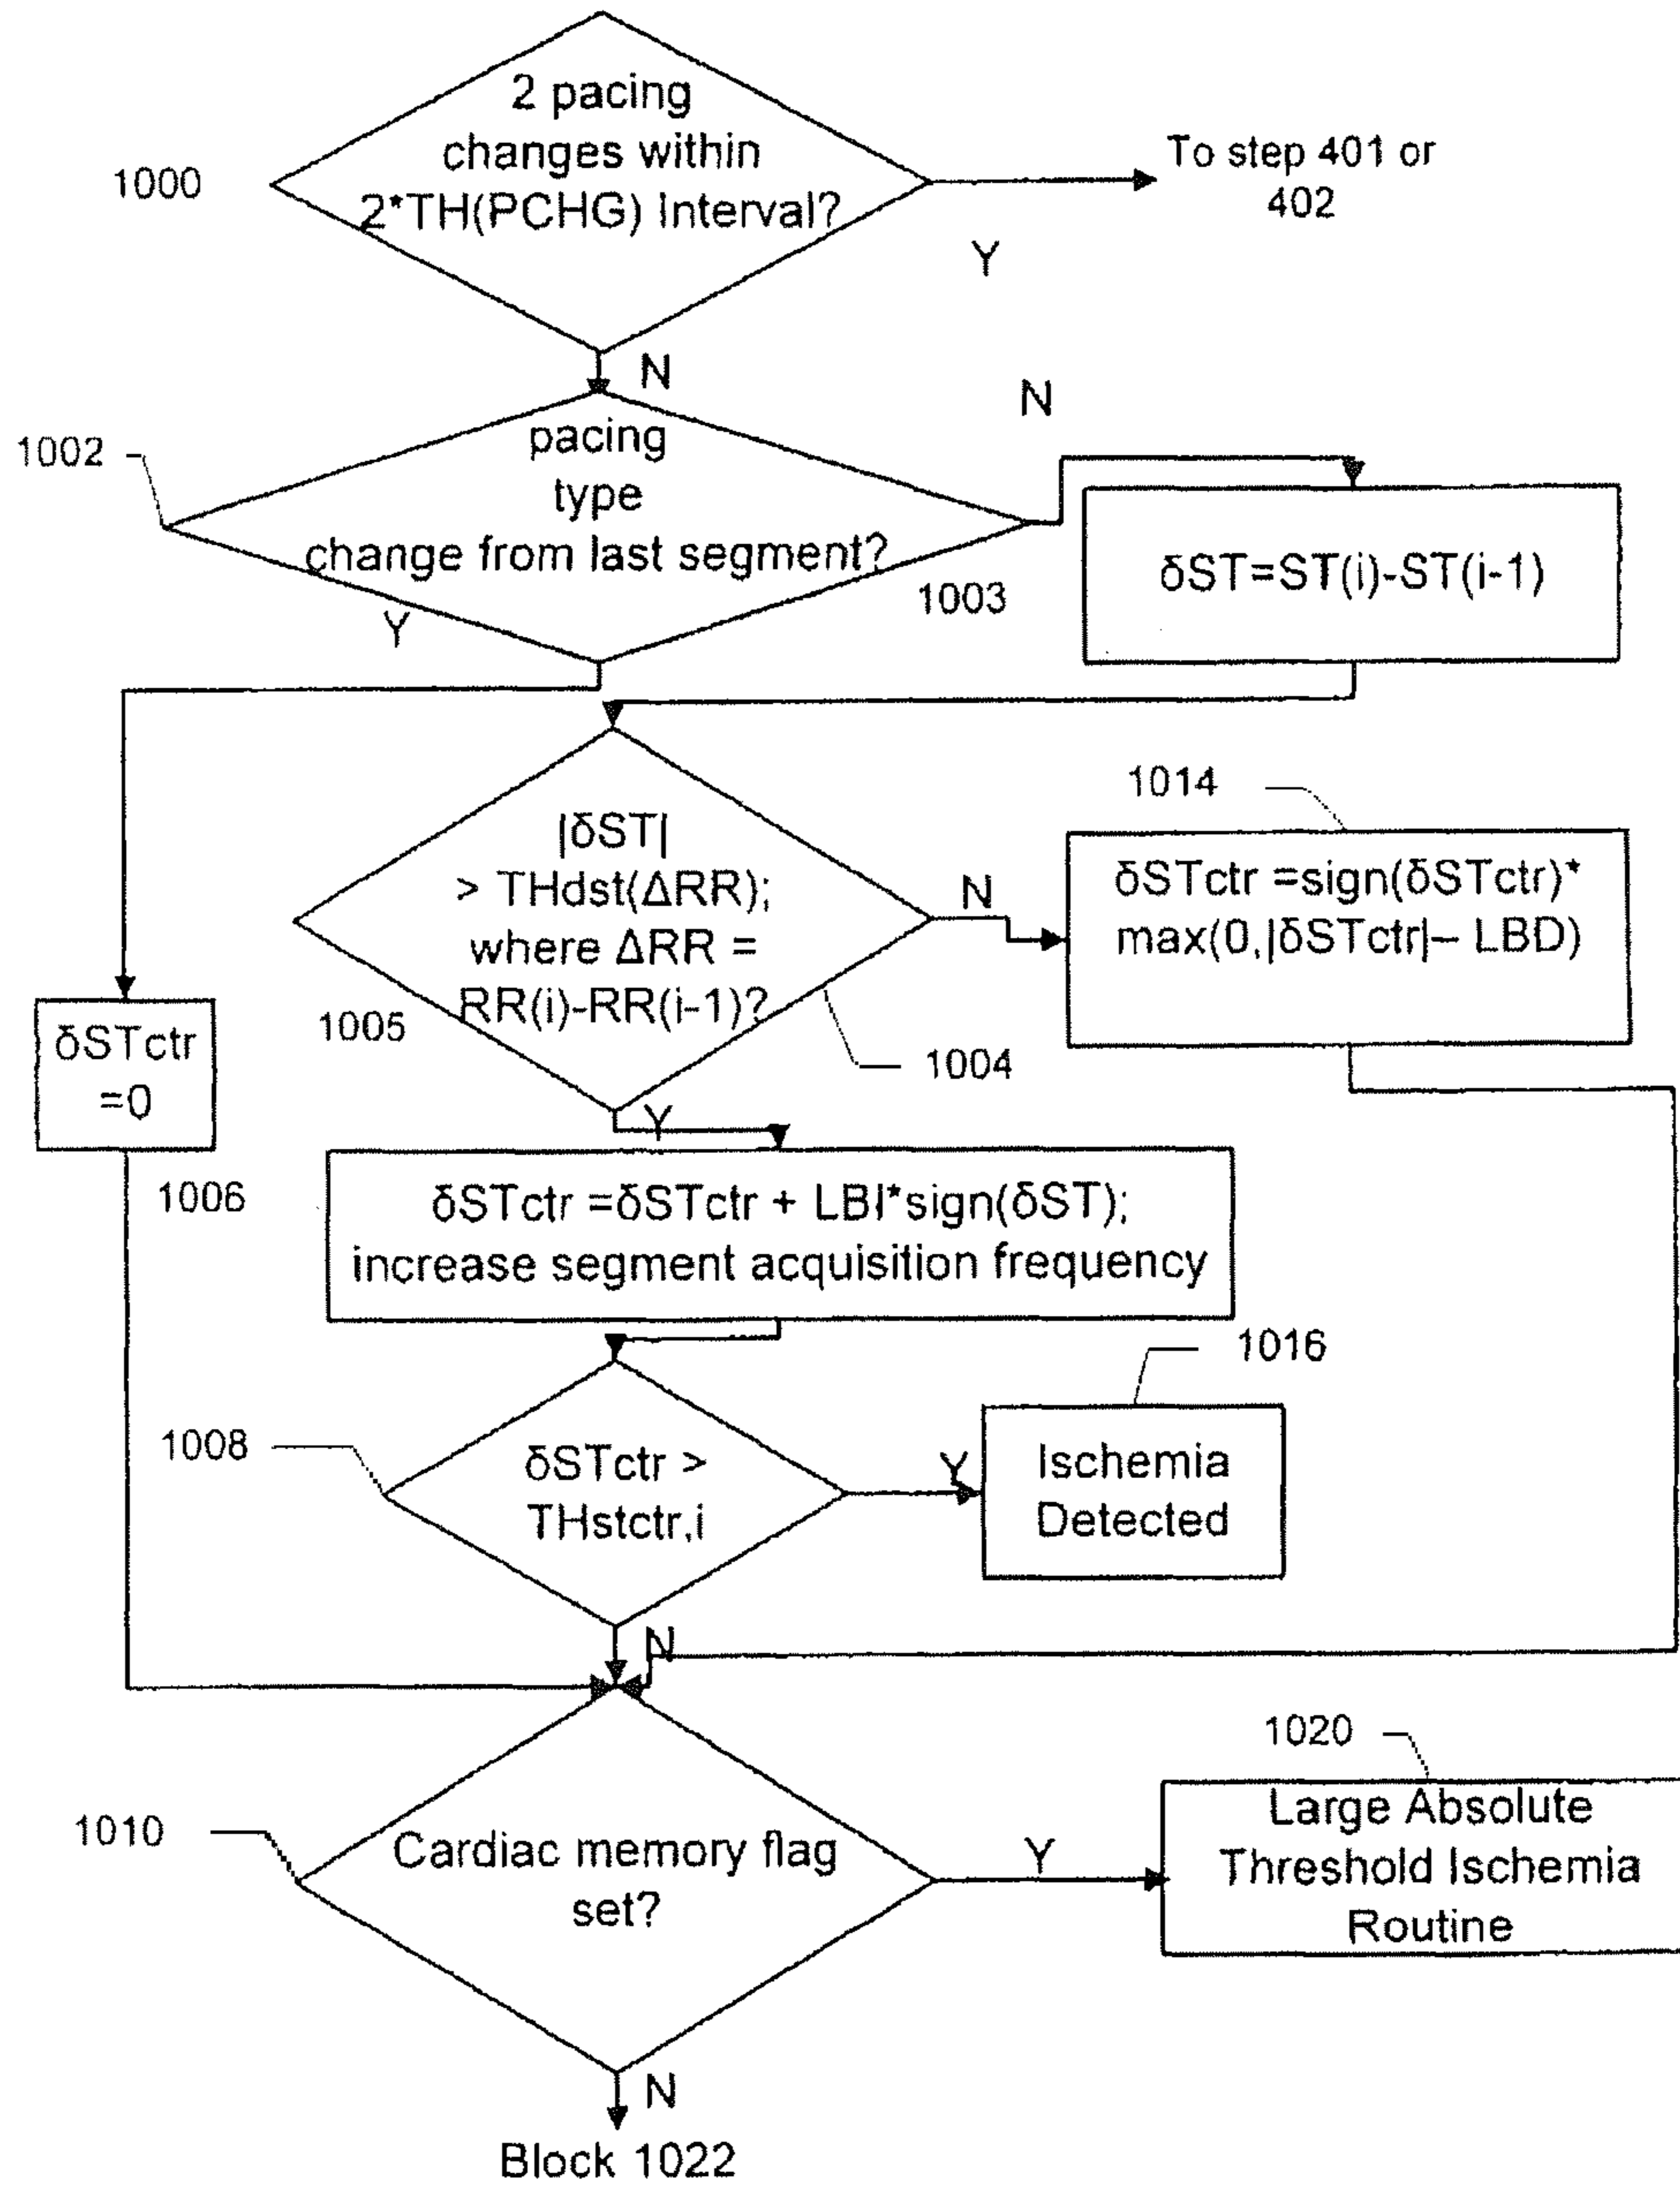 2 pacing
changes within
2*TH(PCHG) Interval?
1000
To step 401 or
402
Y
N
N
1002
pacing
type
change from last segment?
Y
1003
δST=ST(i)-ST(i-1)
|δST|
> THdst(ΔRR);
where ΔRR =
RR(i)-RR(i-1)?
1005
1004
N
1014
δSTctr =sign(δSTctr)*
max(0,|δSTctr|– LBD)
δSTctr
=0
Y
1006
δSTctr =δSTctr + LBI*sign(δST);
increase segment acquisition frequency
1008
δSTctr >
THstctr,i
Y
1016
Ischemia
Detected
N
1010
Cardiac memory flag
set?
Y
1020
Large Absolute
Threshold Ischemia
Routine
N
Block 1022